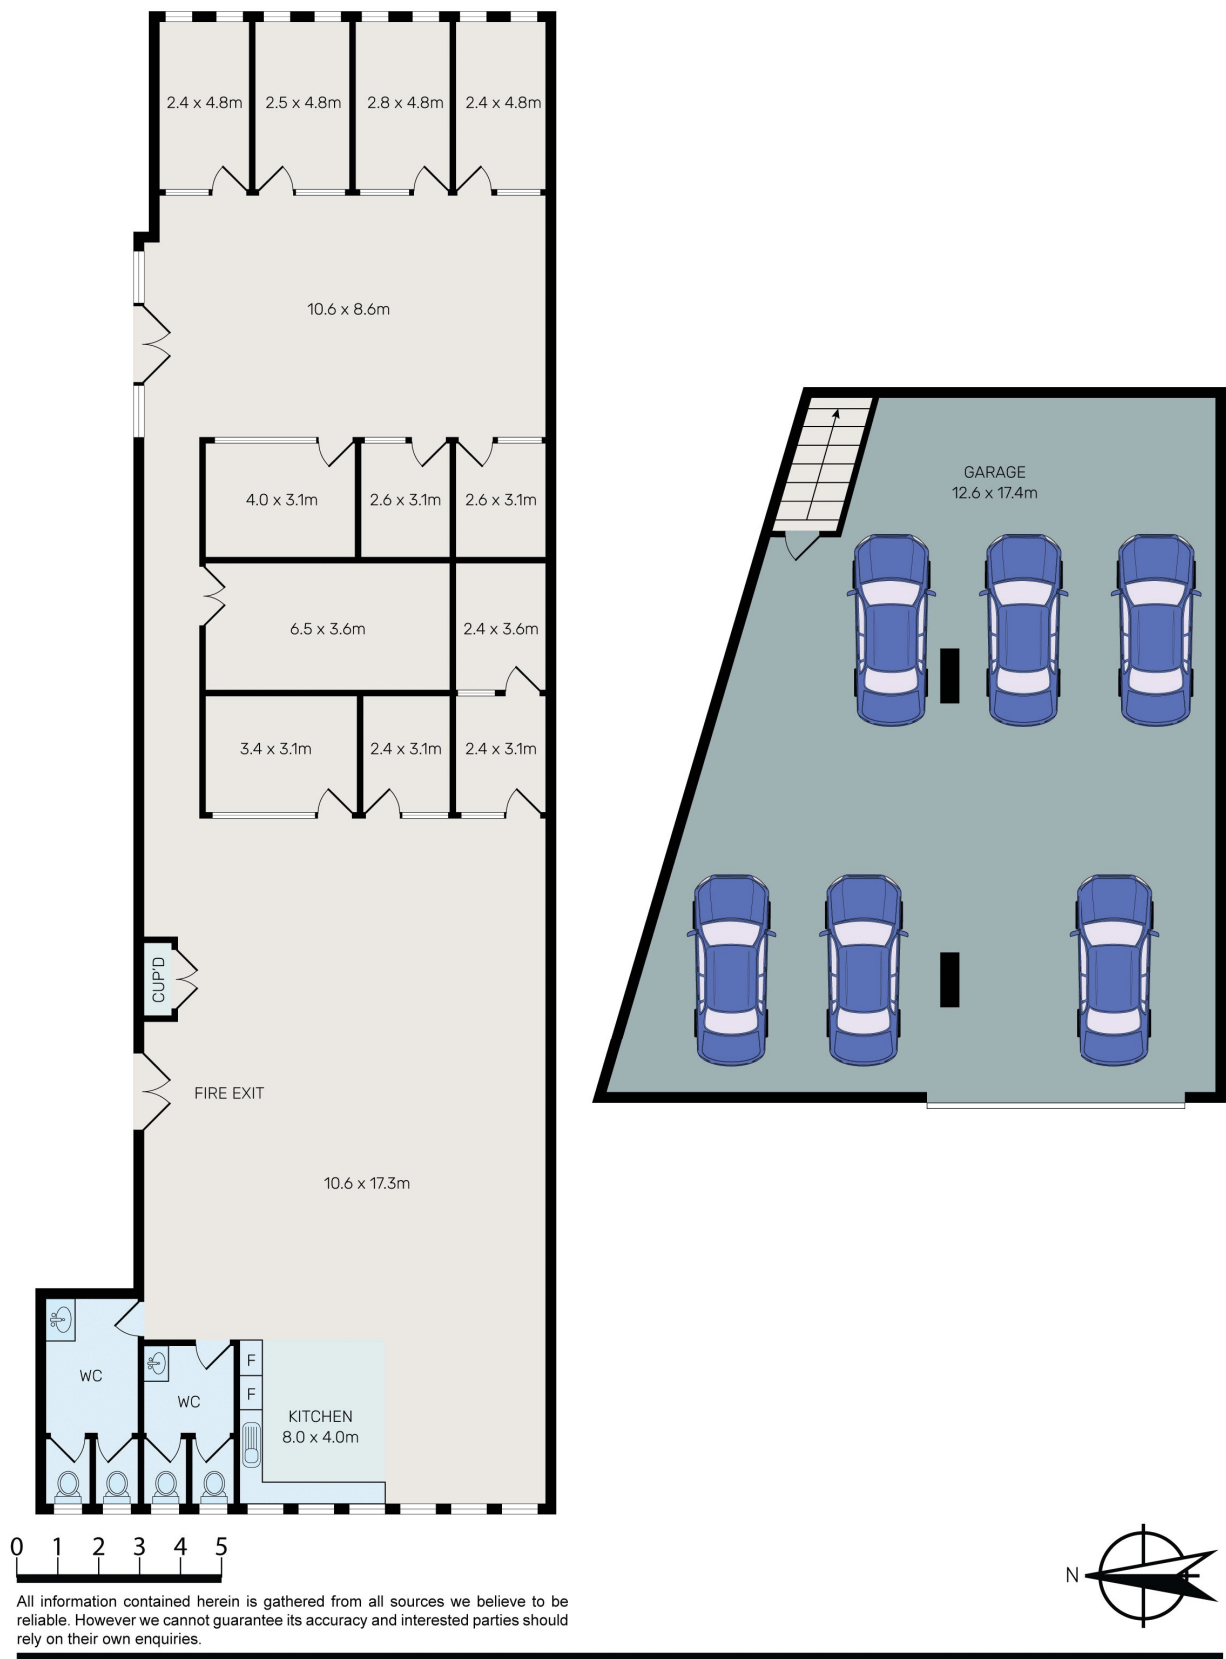 2.4 x 4.8m
2.5 x 4.8m
2.8 x 4.8m
2.4 x 4.8m
10.6 x 8.6m
4.0 x 3.1m
2.6 x 3.1m
2.6 x 3.1m
6.5 x 3.6m
2.4 x 3.6m
3.4 x 3.1m
2.4 x 3.1m
2.4 x 3.1m
CUP'D
FIRE EXIT
10.6 x 17.3m
WC
WC
F
F
KITCHEN
8.0 x 4.0m
GARAGE
12.6 x 17.4m
0 1 2 3 4 5
N
All information contained herein is gathered from all sources we believe to be
reliable. However we cannot guarantee its accuracy and interested parties should
rely on their own enquiries.